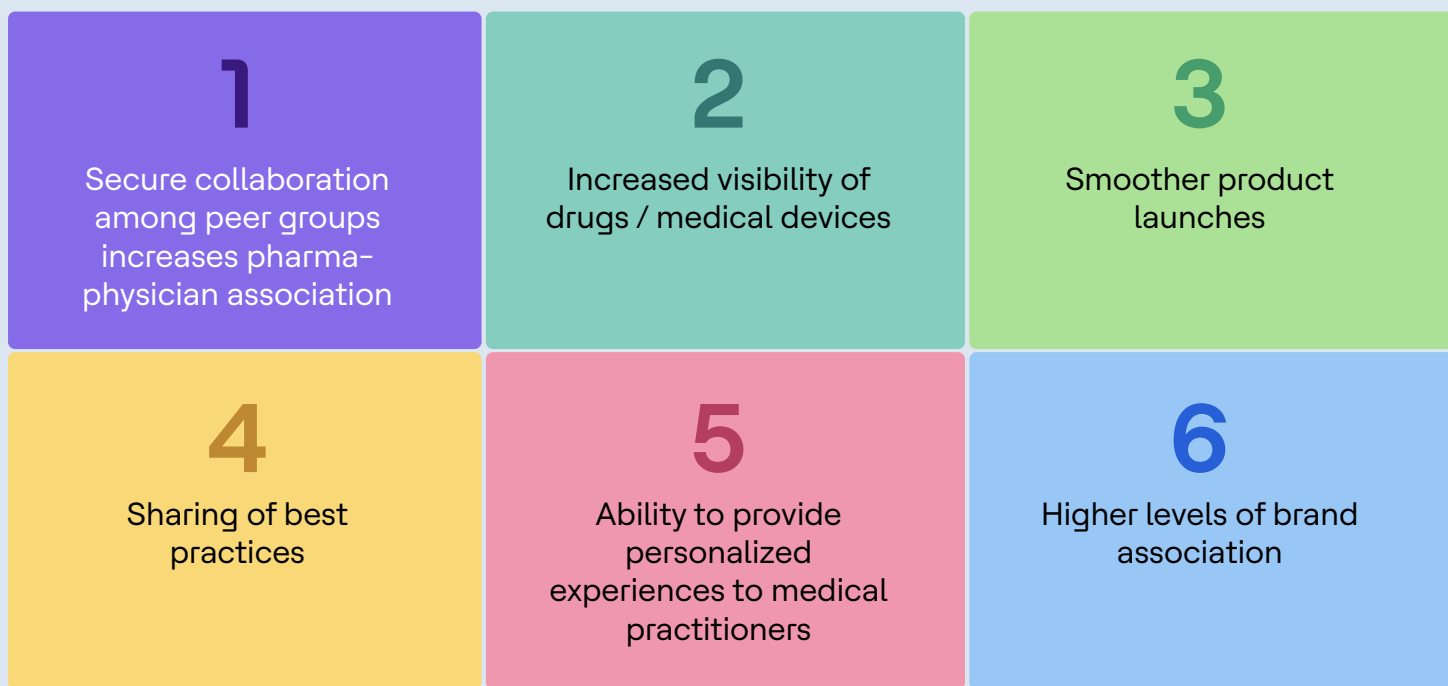 1
Secure collaboration
among peer groups
increases pharma-
physician association
2
Increased visibility of
drugs / medical devices
3
Smoother product
launches
4
Sharing of best
practices
5
Ability to provide
personalized
experiences to medical
practitioners
6
Higher levels of brand
association